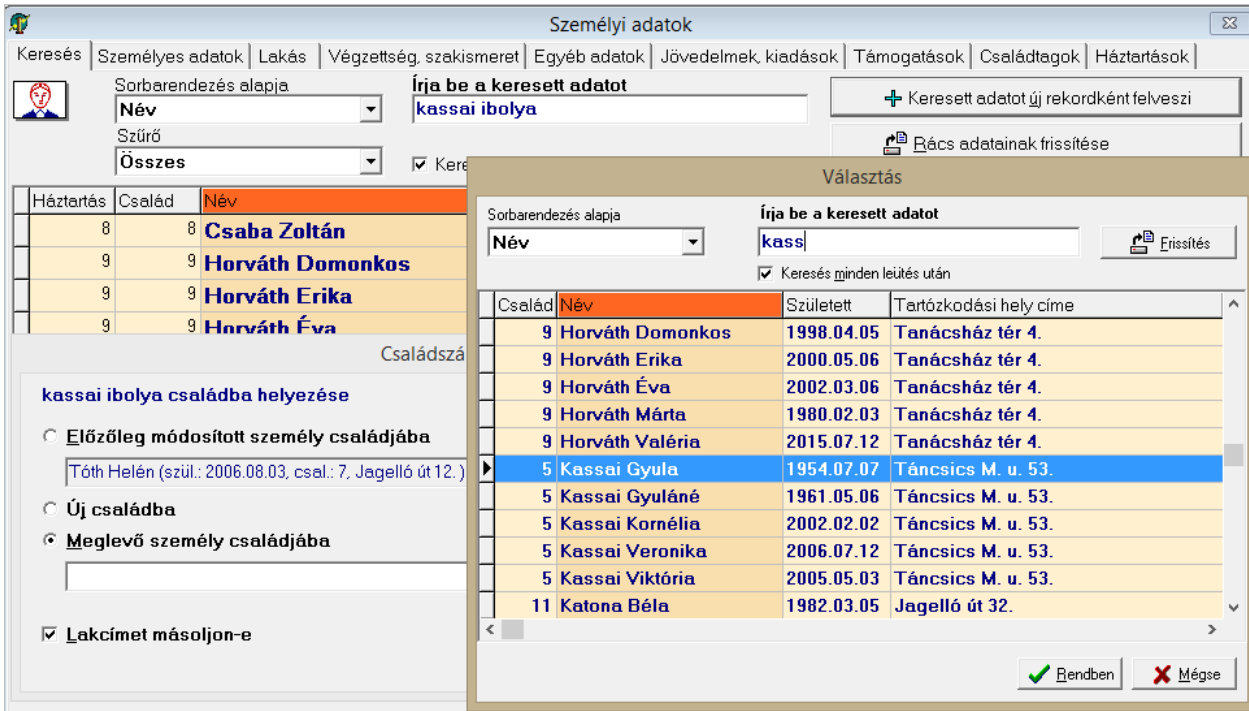 Személyi adatok
Keresés Személyes adatok Lakás Végzettség, szakismeret Egyéb adatok Jövedelmek, kiadások Támogatások Családtagok Háztartások
Sorbarendezés alapja Írja be a keresett adatot
Név kassai ibolya Keresett adatot új rekordként felveszi
Szűrő
Összes Rács adatainak frissítése
Háztartás Család Név
8 8 Csaba Zoltán
9 9 Horváth Domonkos
9 9 Horváth Erika
9 9 Horváth Éva
kassai ibolya családba helyezése
Előzőleg módosított személy családjába
Tóth Helén (szül.: 2006.08.03, csal.: 7, Jagelló út 12. )
Új családba
Meglevő személy családjába
Lakcímet másoljon-e
Választás
Sorbarendezés alapja Írja be a keresett adatot
Név kass Frissítés
Keresés minden leütés után
Család Név Született Tartózkodási hely címe
9 Horváth Domonkos 1998.04.05 Tanácsház tér 4.
9 Horváth Erika 2000.05.06 Tanácsház tér 4.
9 Horváth Éva 2002.03.06 Tanácsház tér 4.
9 Horváth Márta 1980.02.03 Tanácsház tér 4.
9 Horváth Valéria 2015.07.12 Tanácsház tér 4.
5 Kassai Gyula 1954.07.07 Táncsics M. u. 53.
5 Kassai Gyuláné 1961.05.06 Táncsics M. u. 53.
5 Kassai Kornélia 2002.02.02 Táncsics M. u. 53.
5 Kassai Veronika 2006.07.12 Táncsics M. u. 53.
5 Kassai Viktória 2005.05.03 Táncsics M. u. 53.
11 Katona Béla 1982.03.05 Jagelló út 32.
Rendben Mégse